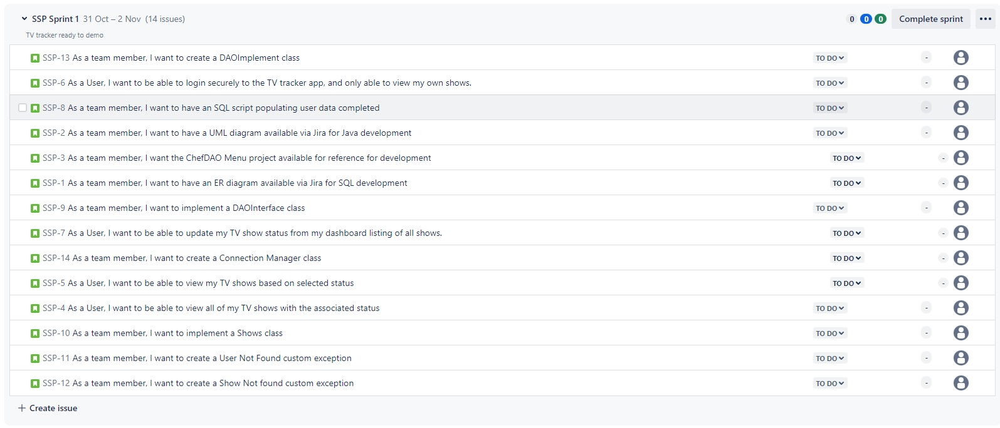 SSP Sprint 1 31 Oct – 2 Nov (14 issues) 0 0 0 Complete sprint
TV tracker ready to demo
SSP-13 As a team member, I want to create a DAOImplement class TO DO -
SSP-6 As a User, I want to be able to login securely to the TV tracker app, and only able to view my own shows. TO DO -
SSP-8 As a team member, I want to have an SQL script populating user data completed TO DO -
SSP-2 As a team member, I want to have a UML diagram available via Jira for Java development TO DO -
SSP-3 As a team member, I want the ChefDAO Menu project available for reference for development TO DO -
SSP-1 As a team member, I want to have an ER diagram available via Jira for SQL development TO DO -
SSP-9 As a team member, I want to implement a DAOInterface class TO DO -
SSP-7 As a User, I want to be able to update my TV show status from my dashboard listing of all shows. TO DO -
SSP-14 As a team member, I want to create a Connection Manager class TO DO -
SSP-5 As a User, I want to be able to view my TV shows based on selected status TO DO -
SSP-4 As a User, I want to be able to view all of my TV shows with the associated status TO DO -
SSP-10 As a team member, I want to implement a Shows class TO DO -
SSP-11 As a team member, I want to create a User Not Found custom exception TO DO -
SSP-12 As a team member, I want to create a Show Not found custom exception TO DO -
+ Create issue